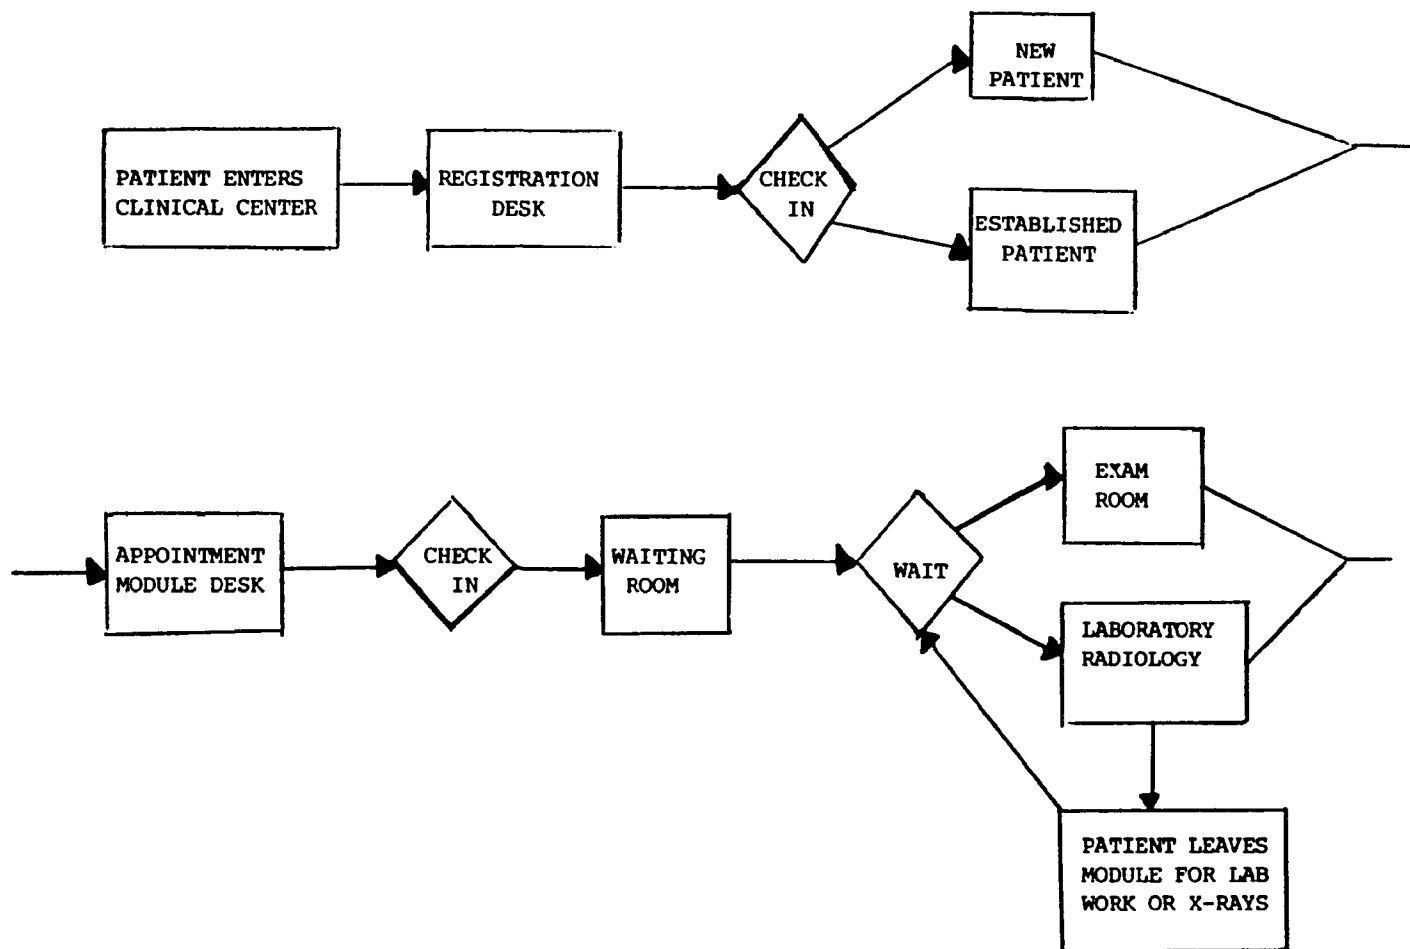 NEW
PATIENT
PATIENT ENTERS
CLINICAL CENTER
REGISTRATION
DESK
CHECK
IN
ESTABLISHED
PATIENT
APPOINTMENT
MODULE DESK
CHECK
IN
WAITING
ROOM
WAIT
EXAM
ROOM
LABORATORY
RADIOLOGY
PATIENT LEAVES
MODULE FOR LAB
WORK OR X-RAYS